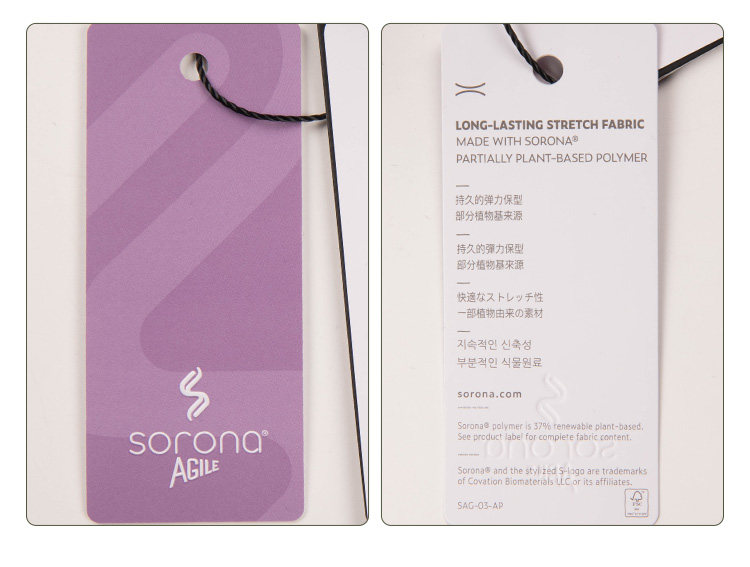 sorona®
AGILE
LONG-LASTING STRETCH FABRIC
MADE WITH SORONA®
PARTIALLY PLANT-BASED POLYMER
持久的弹力保型
部分植物基来源
持久的彈力保型
部分植物基來源
快適なストレッチ性
一部植物由来の素材
지속적인 신축성
부분적인 식물원료
sorona.com
Sorona® polymer is 37% renewable plant-based.
See product label for complete fabric content.
Sorona® and the stylized S-logo are trademarks
of Covation Biomaterials LLC or its affiliates.
SAG-03-AP
FSC